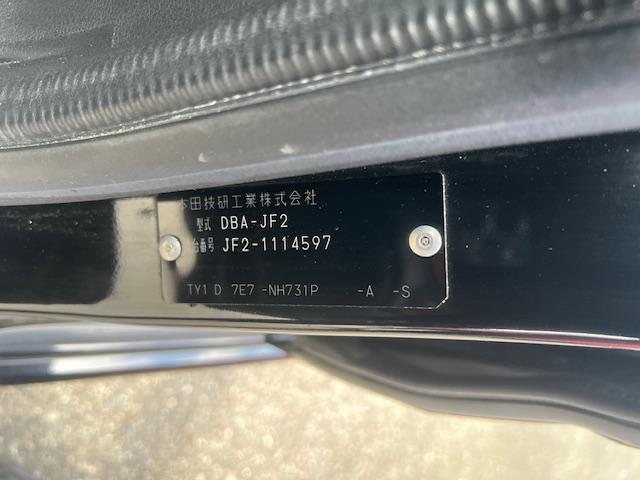 本田技研工業株式会社
型式 DBA-JF2
台番号 JF2-1114597
TY1 D 7E7 -NH731P -A -S